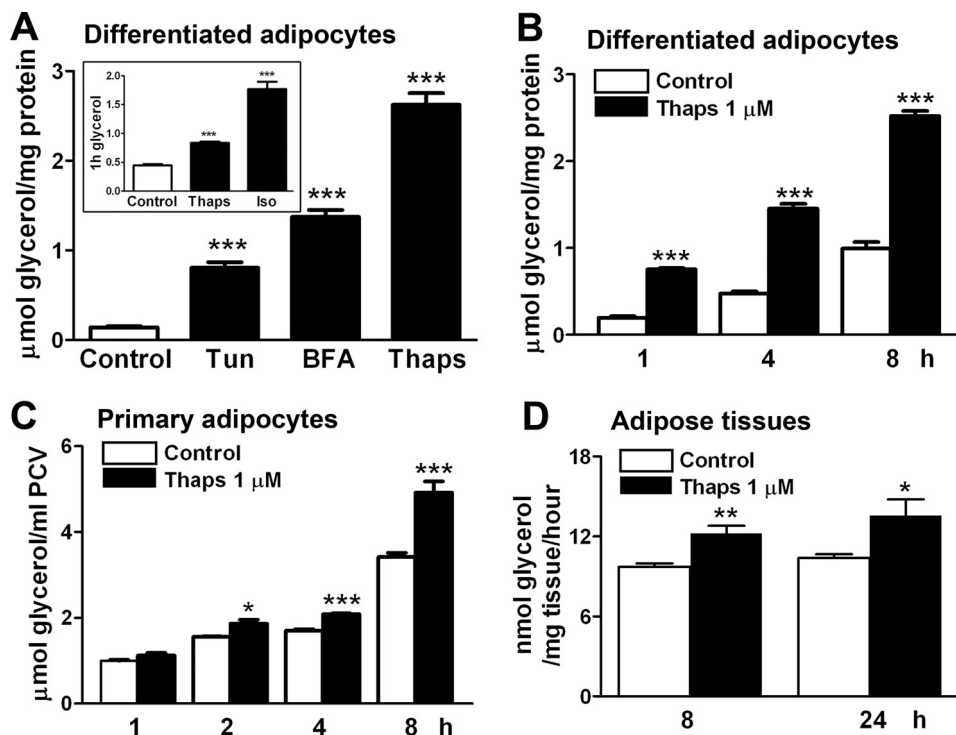 A Differentiated adipocytes
μmol glycerol/mg protein
3
2
1
0
Control Tun BFA Thaps
*** *** ***
1h glycerol
2.0
1.5
1.0
0.5
0.0
Control Thaps Iso
*** ***
B Differentiated adipocytes
Control
Thaps 1 μM
μmol glycerol/mg protein
3
2
1
0
*** *** ***
1 4 8 h
C Primary adipocytes
Control
Thaps 1 μM
μmol glycerol/ml PCV
6
4
2
0
* *** ***
1 2 4 8 h
D Adipose tissues
Control
Thaps 1 μM
nmol glycerol
/mg tissue/hour
18
12
6
0
** *
8 24 h